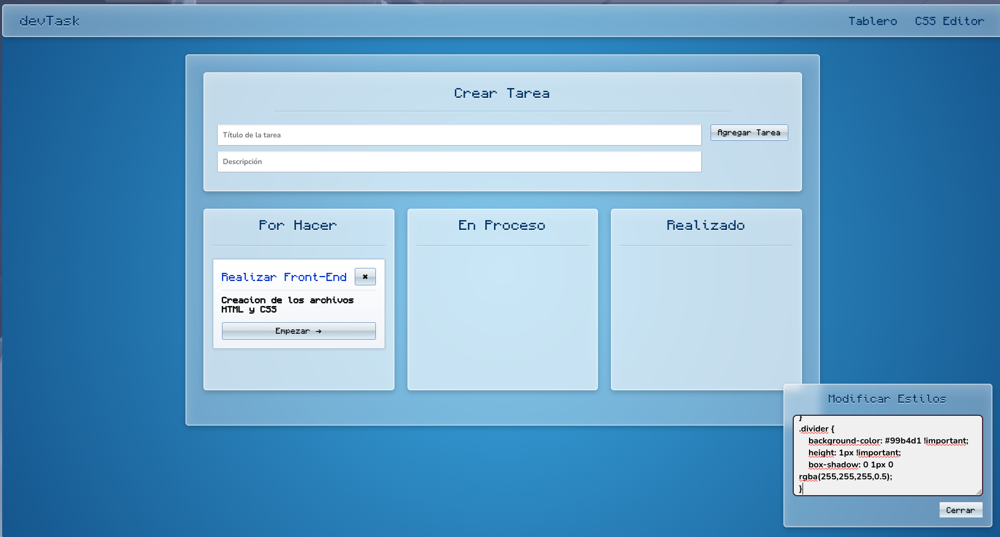 devTask
Tablero CSS Editor
Crear Tarea
Título de la tarea
Agregar Tarea
Descripción
Por Hacer
En Proceso
Realizado
Realizar Front-End
✖
Creacion de los archivos
HTML y CSS
Empezar →
Modificar Estilos
}
.divider {
background-color: #99b4d1 !important;
height: 1px !important;
box-shadow: 0 1px 0
rgba(255,255,255,0.5);
}
Cerrar